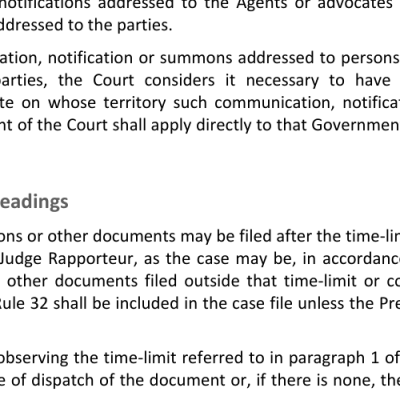 notifications addressed to the Agents or advocates
addressed to the parties.
ation, notification or summons addressed to persons
parties, the Court considers it necessary to have
te on whose territory such communication, notifica
nt of the Court shall apply directly to that Governmen
eadings
ons or other documents may be filed after the time-li
Judge Rapporteur, as the case may be, in accordanc
other documents filed outside that time-limit or co
Rule 32 shall be included in the case file unless the Pre
observing the time-limit referred to in paragraph 1 of
e of dispatch of the document or, if there is none, the